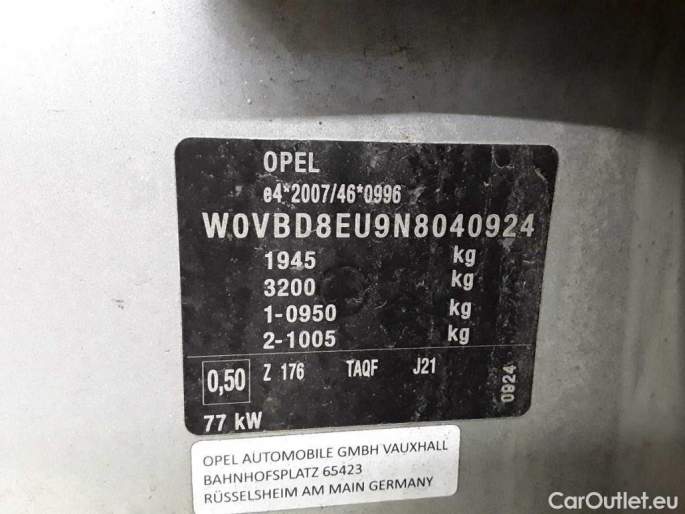 OPEL
e4*2007/46*0996
W0VBD8EU9N8040924
1945 kg
3200 kg
1-0950 kg
2-1005 kg
0,50 Z 176 TAQF J21
0924
77 kW
OPEL AUTOMOBILE GMBH VAUXHALL
BAHNHOFSPLATZ 65423
RÜSSELSHEIM AM MAIN GERMANY
CarOutlet.eu